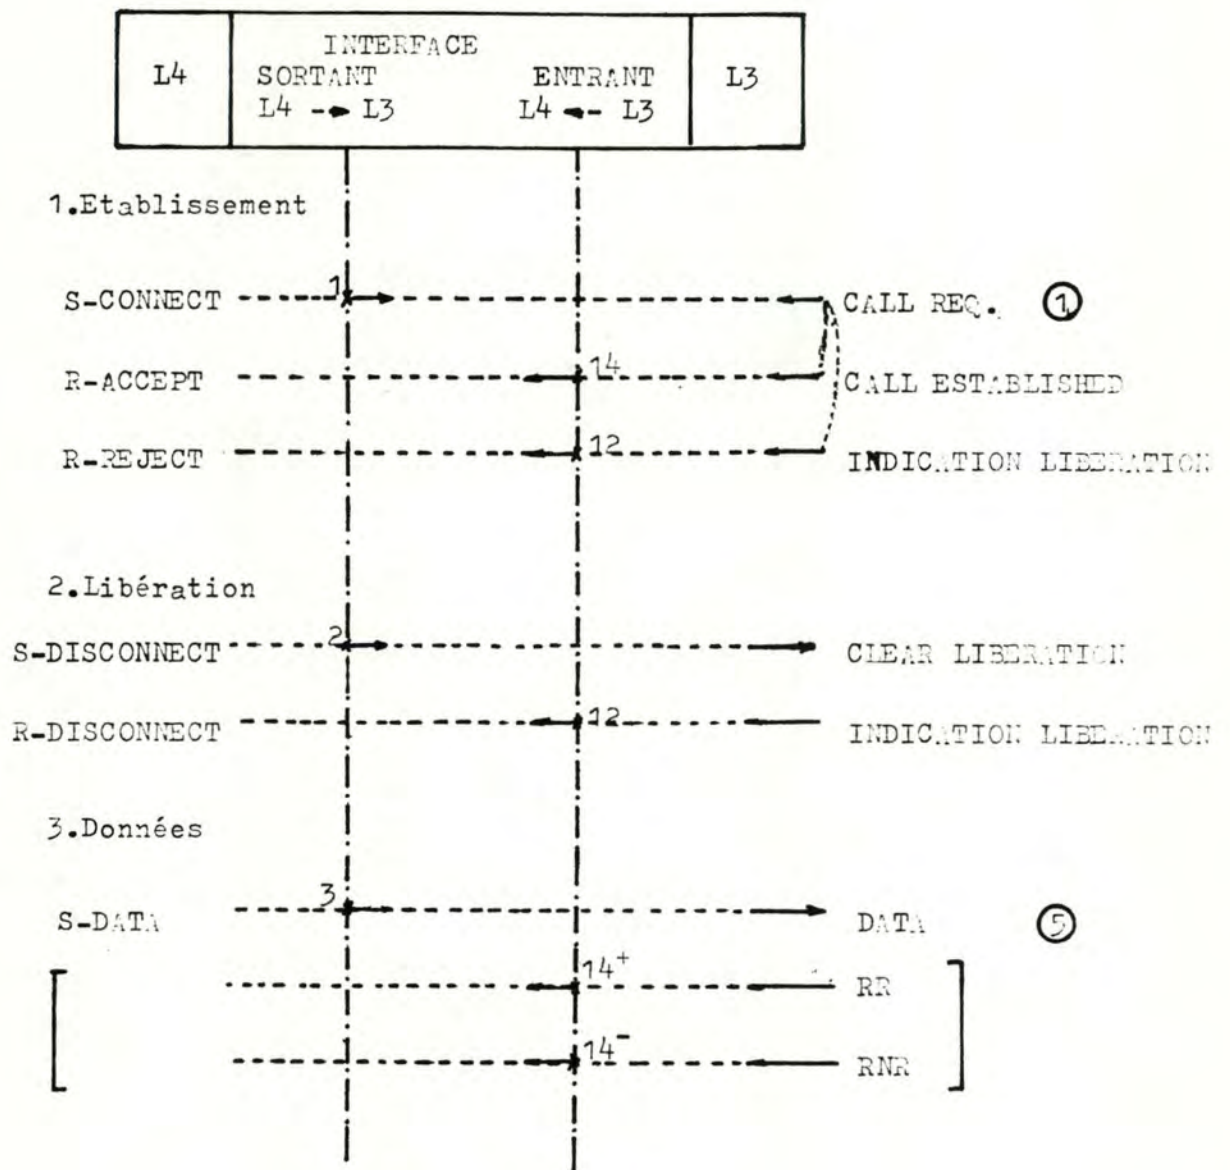 INTERFACE
L4 SORTANT ENTRANT L3
L4 --> L3 L4 <-- L3
1.Etablissement
S-CONNECT 1 CALL REQ. ①
R-ACCEPT 14 CALL ESTABLISHED
R-REJECT 12 INDICATION LIBERATION
2.Libération
S-DISCONNECT 2 CLEAR LIBERATION
R-DISCONNECT 12 INDICATION LIBERATION
3.Données
S-DATA 3 DATA ⑤
14+ RR
14- RNR